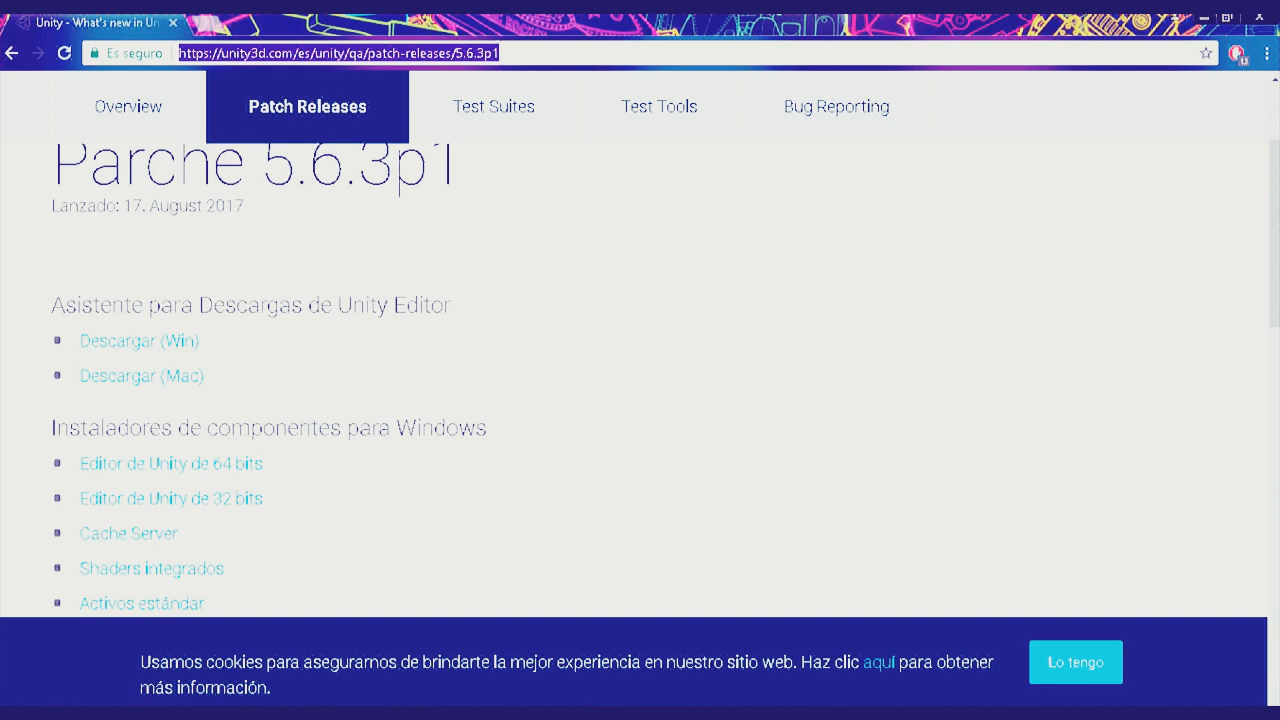 Unity - What's new in Un
Es seguro
https://unity3d.com/es/unity/qa/patch-releases/5.6.3p1
13
Overview
Patch Releases
Test Suites
Test Tools
Bug Reporting
Parche 5.6.3p1
Lanzado: 17. August 2017
Asistente para Descargas de Unity Editor
Descargar (Win)
Descargar (Mac)
Instaladores de componentes para Windows
Editor de Unity de 64 bits
Editor de Unity de 32 bits
Cache Server
Shaders integrados
Activos estándar
Usamos cookies para asegurarnos de brindarte la mejor experiencia en nuestro sitio web. Haz clic aquí para obtener
más información.
Lo tengo